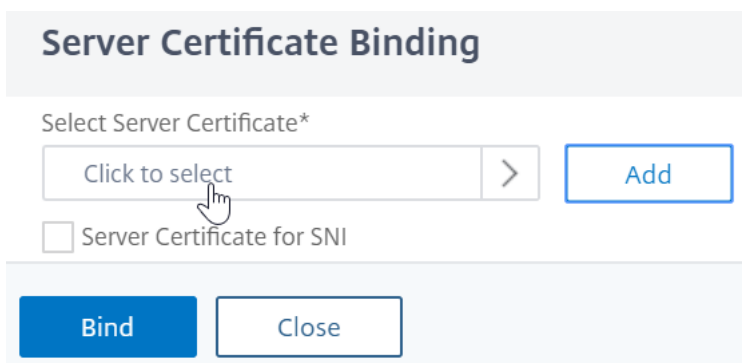 Server Certificate Binding
Select Server Certificate*
Click to select
Add
Server Certificate for SNI
Bind
Close